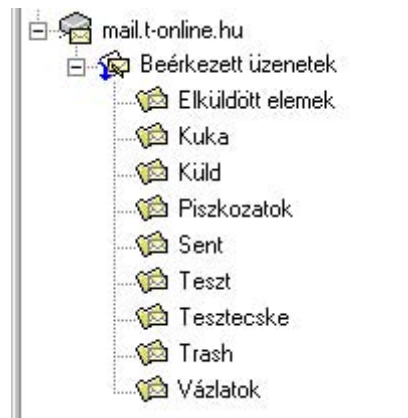 mail.t-online.hu
Beérkezett üzenetek
Elküldött elemek
Kuka
Küld
Piszkozatok
Sent
Teszt
Tesztecske
Trash
Vázlatok